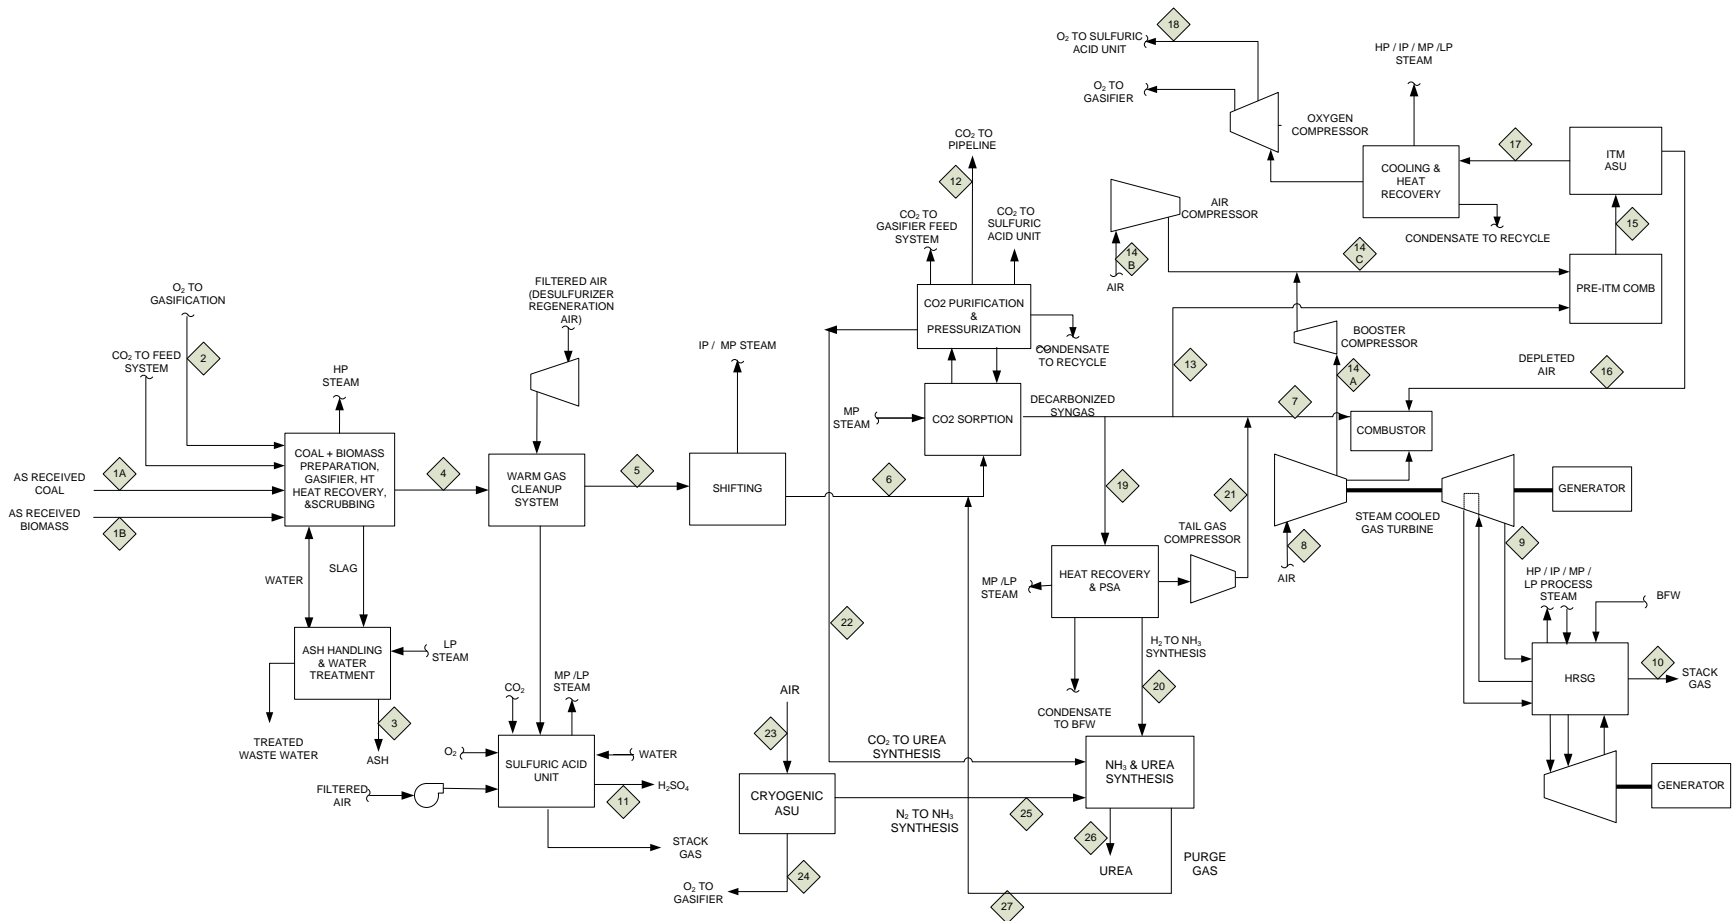 18
O₂ TO SULFURIC
ACID UNIT
HP / IP / MP /LP
STEAM
O₂ TO
GASIFIER
OXYGEN
COMPRESSOR
COOLING &
HEAT
RECOVERY
17
ITM
ASU
CONDENSATE TO RECYCLE
15
CO₂ TO
PIPELINE
12
CO₂ TO
GASIFIER FEED
SYSTEM
CO₂ TO
SULFURIC
ACID UNIT
AIR
COMPRESSOR
14
B
AIR
14
C
PRE-ITM COMB
CO2 PURIFICATION
&
PRESSURIZATION
CONDENSATE
TO RECYCLE
BOOSTER
COMPRESSOR
14
A
13
DEPLETED
AIR
16
O₂ TO
GASIFICATION
2
CO₂ TO FEED
SYSTEM
HP
STEAM
FILTERED AIR
(DESULFURIZER
REGENERATION
AIR)
IP / MP STEAM
MP
STEAM
CO2 SORPTION
DECARBONIZED
SYNGAS
7
COMBUSTOR
AS RECEIVED
COAL
1A
AS RECEIVED
BIOMASS
1B
COAL + BIOMASS
PREPARATION,
GASIFIER, HT
HEAT RECOVERY,
&SCRUBBING
4
WARM GAS
CLEANUP
SYSTEM
5
SHIFTING
6
19
21
TAIL GAS
COMPRESSOR
8
AIR
STEAM COOLED
GAS TURBINE
GENERATOR
9
WATER
SLAG
ASH HANDLING
& WATER
TREATMENT
LP
STEAM
3
TREATED
WASTE WATER
ASH
MP /LP
STEAM
HEAT RECOVERY
& PSA
H₂ TO NH₃
SYNTHESIS
20
CONDENSATE
TO BFW
HP / IP / MP /
LP PROCESS
STEAM
BFW
HRSG
10
STACK
GAS
GENERATOR
22
CO₂
MP /LP
STEAM
O₂
WATER
SULFURIC ACID
UNIT
FILTERED
AIR
H₂SO₄
11
STACK
GAS
AIR
23
CRYOGENIC
ASU
CO₂ TO UREA
SYNTHESIS
NH₃ & UREA
SYNTHESIS
N₂ TO NH₃
SYNTHESIS
25
26
UREA
PURGE
GAS
24
O₂ TO
GASIFIER
27